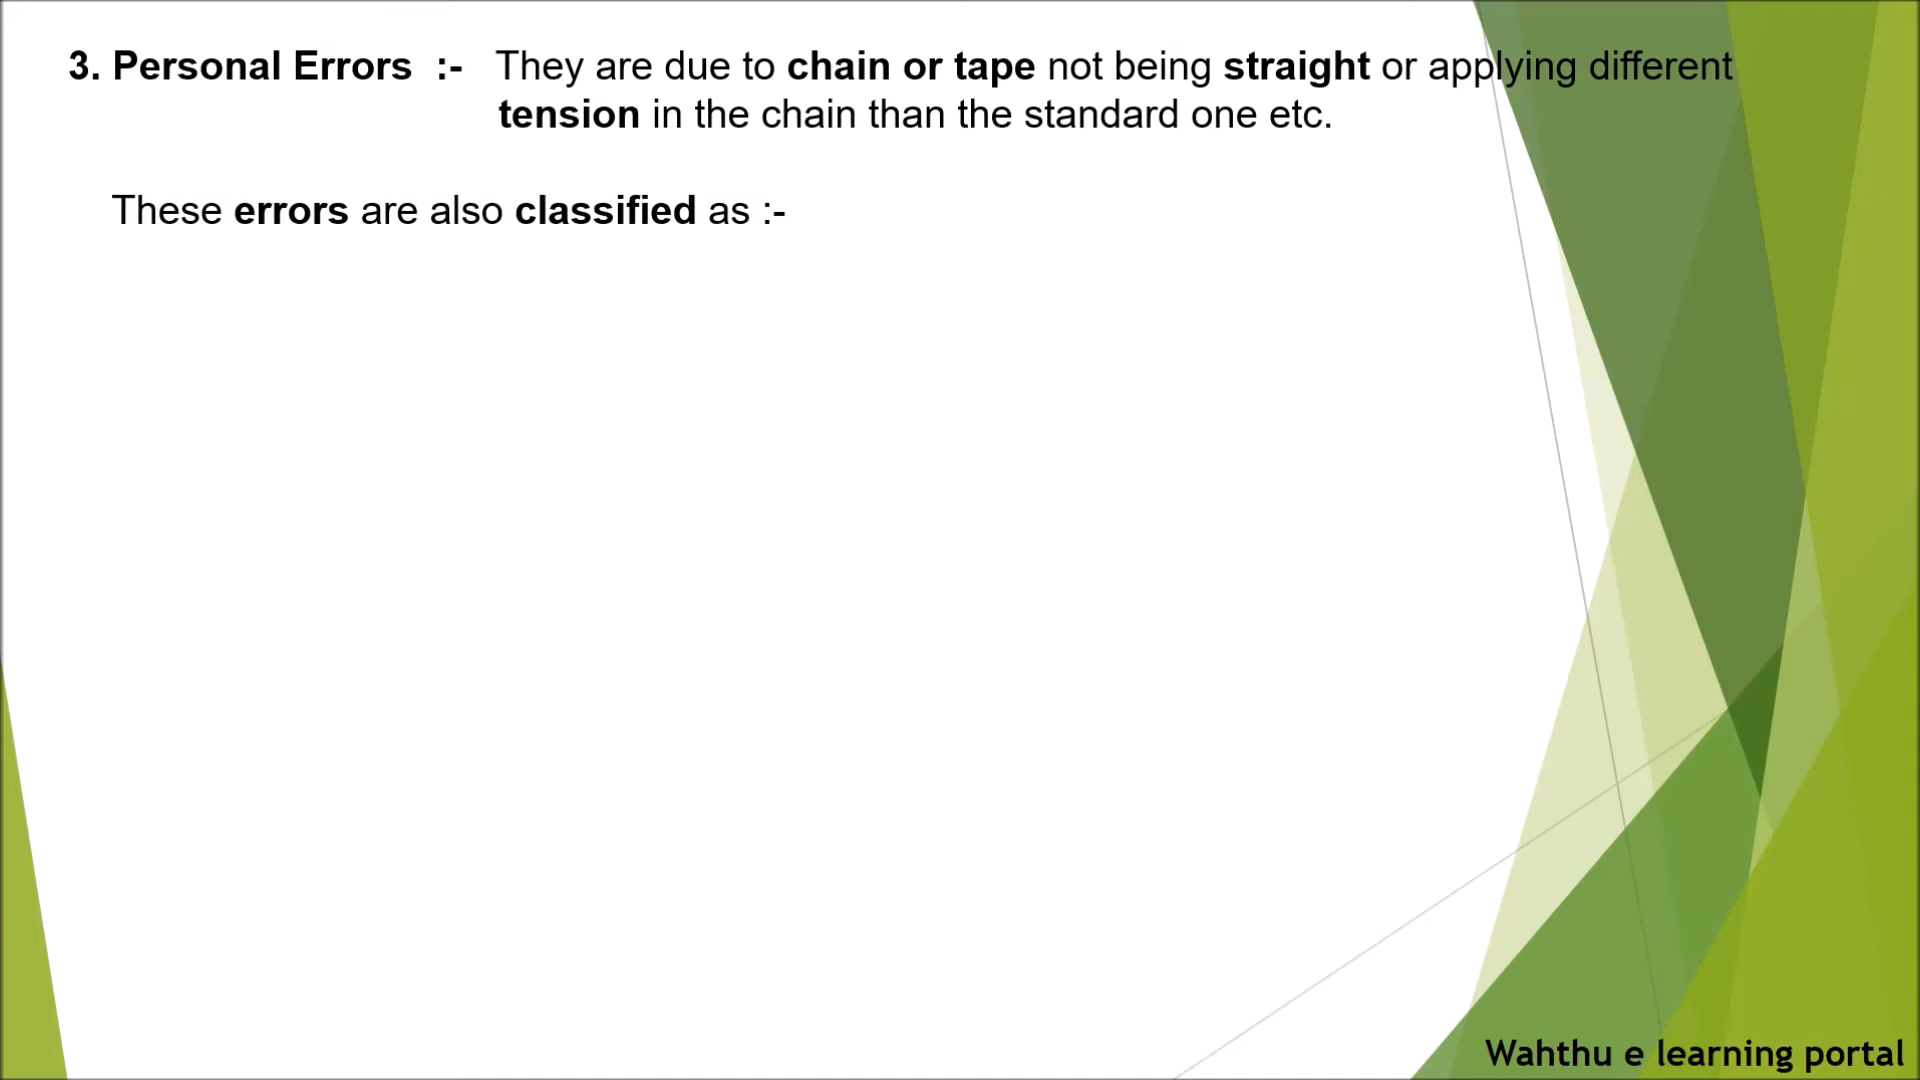 3. Personal Errors :- They are due to chain or tape not being straight or applying different
tension in the chain than the standard one etc.
These errors are also classified as :-
Wahthu e learning portal